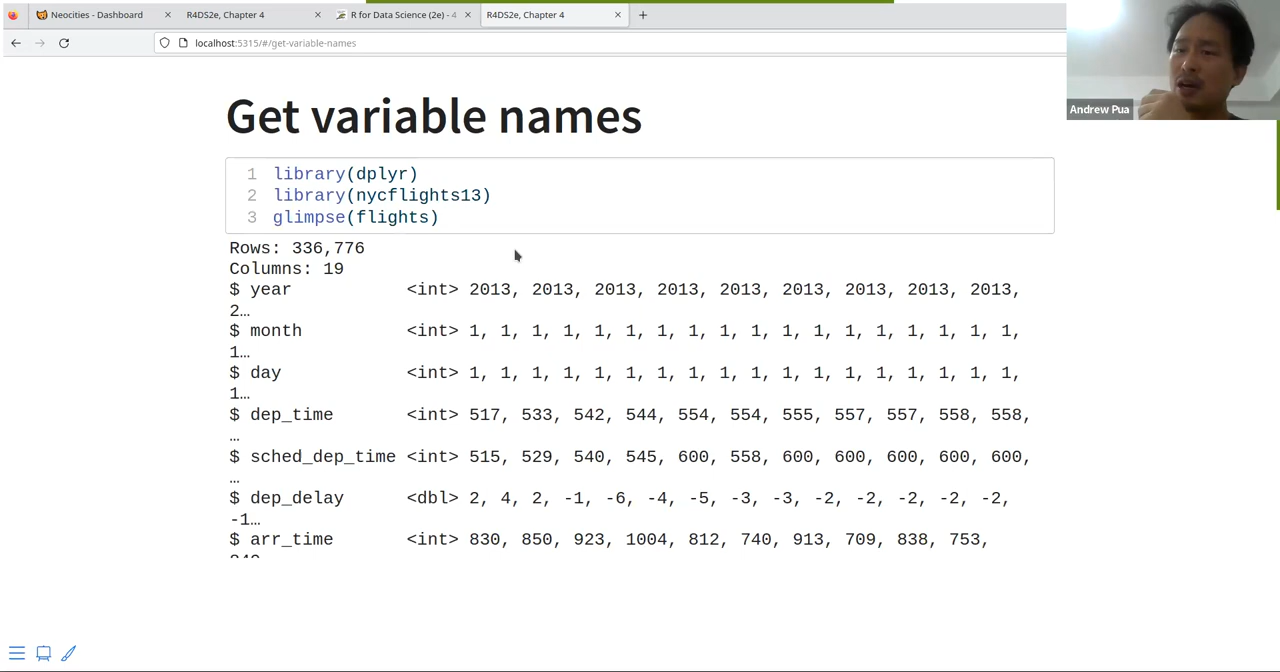 Neocities - Dashboard
R4DS2e, Chapter 4
R for Data Science (2e) - 4
R4DS2e, Chapter 4
localhost:5315/#/get-variable-names
Andrew Pua
Get variable names
1 library(dplyr)
2 library(nycflights13)
3 glimpse(flights)
Rows: 336,776
Columns: 19
$ year <int> 2013, 2013, 2013, 2013, 2013, 2013, 2013, 2013, 2013,
2…
$ month <int> 1, 1, 1, 1, 1, 1, 1, 1, 1, 1, 1, 1, 1, 1, 1, 1, 1, 1,
1…
$ day <int> 1, 1, 1, 1, 1, 1, 1, 1, 1, 1, 1, 1, 1, 1, 1, 1, 1, 1,
1…
$ dep_time <int> 517, 533, 542, 544, 554, 554, 555, 557, 557, 558, 558,
…
$ sched_dep_time <int> 515, 529, 540, 545, 600, 558, 600, 600, 600, 600, 600,
…
$ dep_delay <dbl> 2, 4, 2, -1, -6, -4, -5, -3, -3, -2, -2, -2, -2, -2,
-1…
$ arr_time <int> 830, 850, 923, 1004, 812, 740, 913, 709, 838, 753,